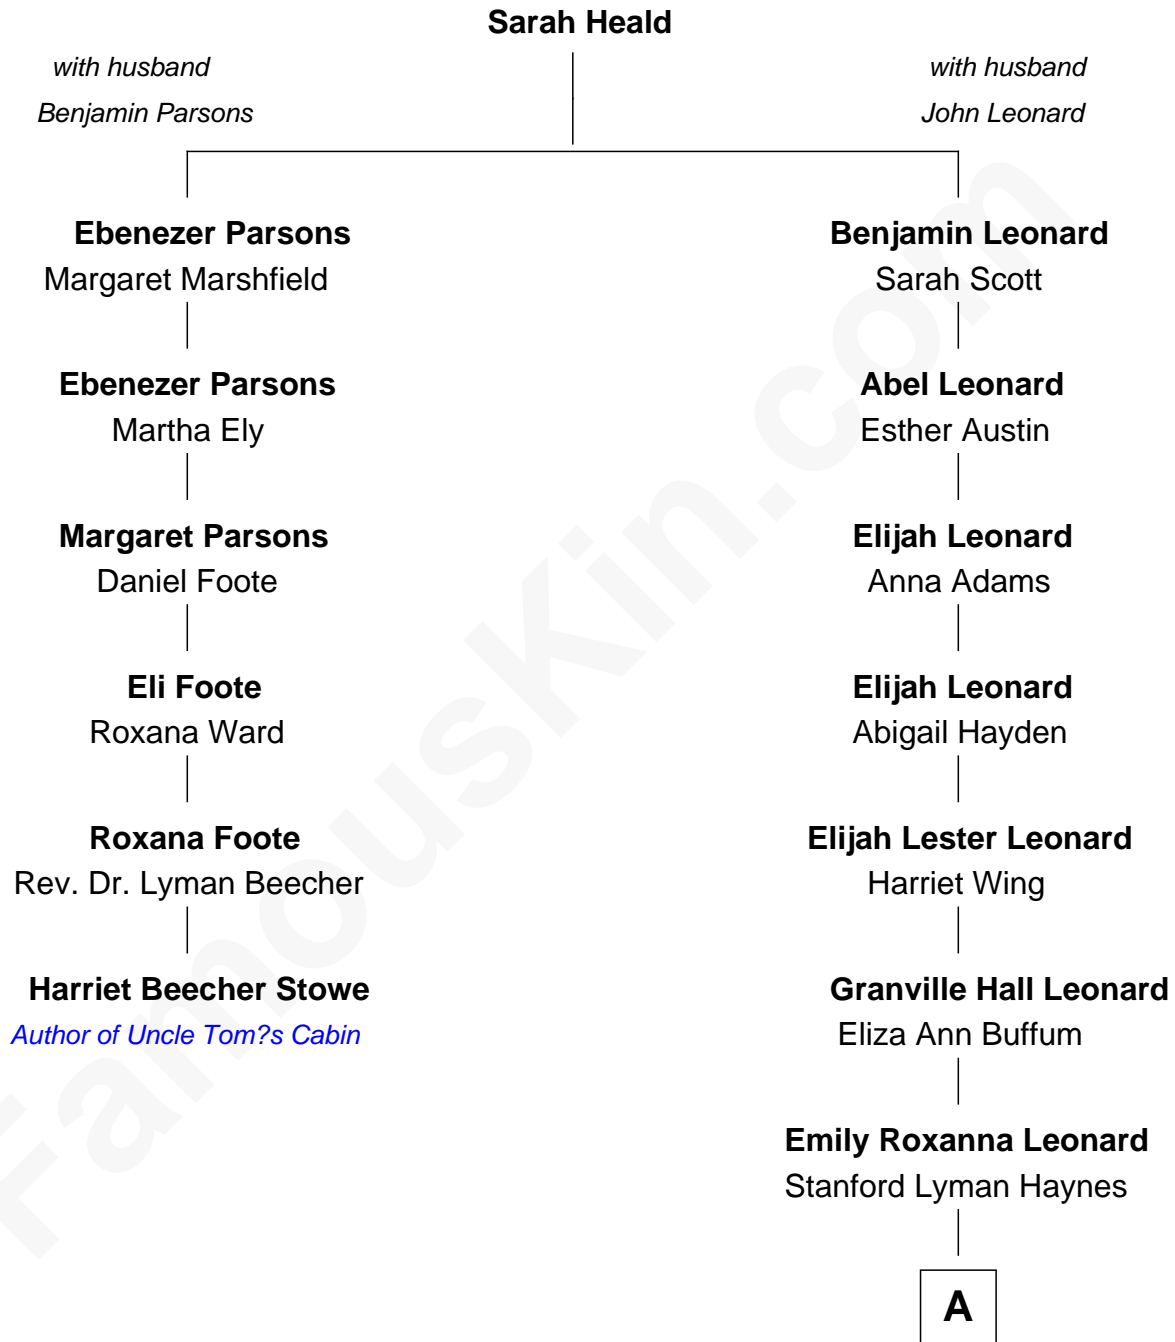 Sarah Heald
with husband
Benjamin Parsons
with husband
John Leonard
Ebenezer Parsons
Margaret Marshfield
Benjamin Leonard
Sarah Scott
Ebenezer Parsons
Martha Ely
Abel Leonard
Esther Austin
Margaret Parsons
Daniel Foote
Elijah Leonard
Anna Adams
Eli Foote
Roxana Ward
Elijah Leonard
Abigail Hayden
Roxana Foote
Rev. Dr. Lyman Beecher
Elijah Lester Leonard
Harriet Wing
Harriet Beecher Stowe
Author of Uncle Tom?s Cabin
Granville Hall Leonard
Eliza Ann Buffum
Emily Roxanna Leonard
Stanford Lyman Haynes
A
FamousKin.com